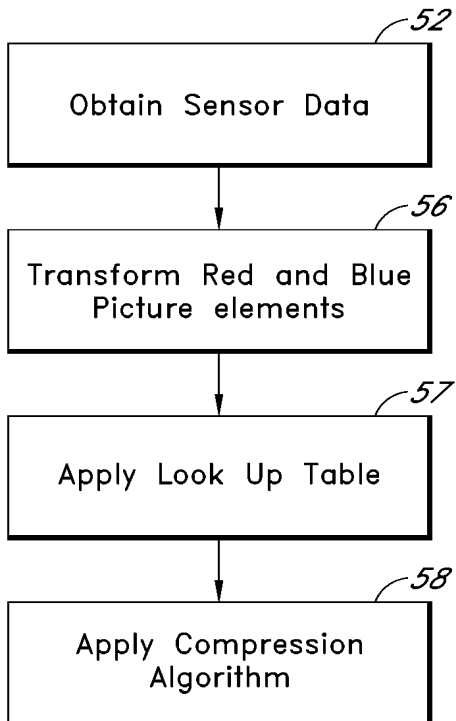 52
Obtain Sensor Data
56
Transform Red and Blue
Picture elements
57
Apply Look Up Table
58
Apply Compression
Algorithm